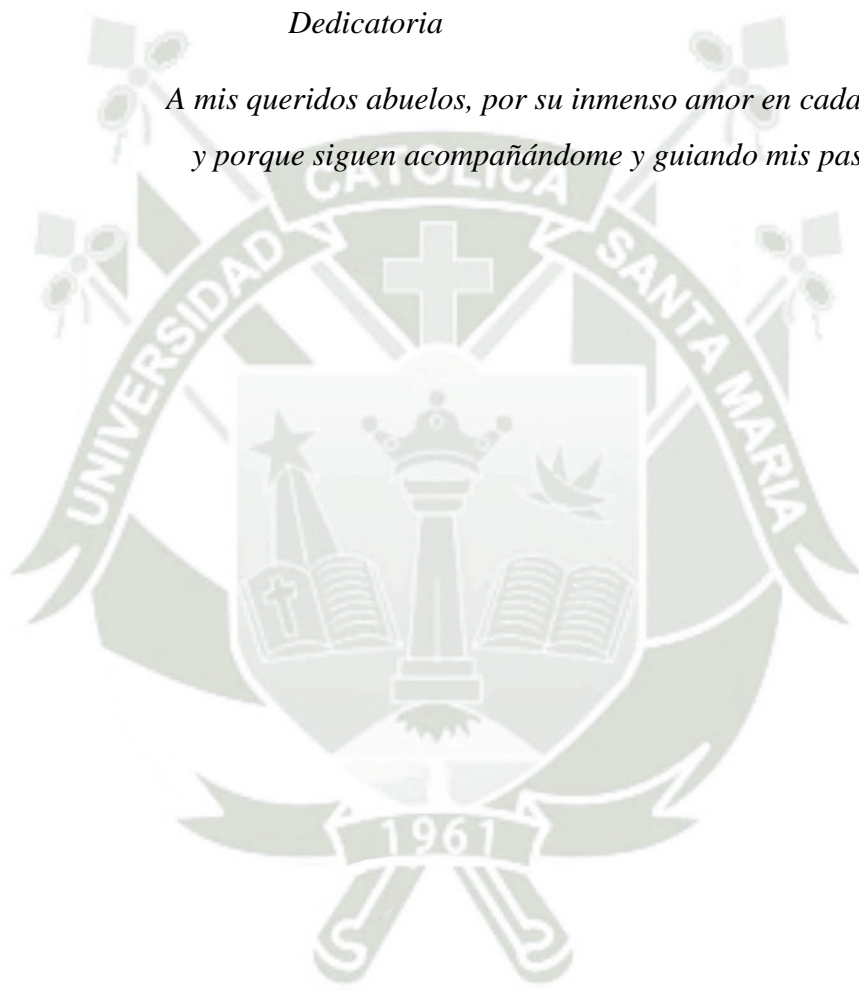 Dedicatoria
A mis queridos abuelos, por su inmenso amor en cada
y porque siguen acompañándome y guiando mis pas
CATOLICA
UNIVERSIDAD
SANTA MARIA
1961